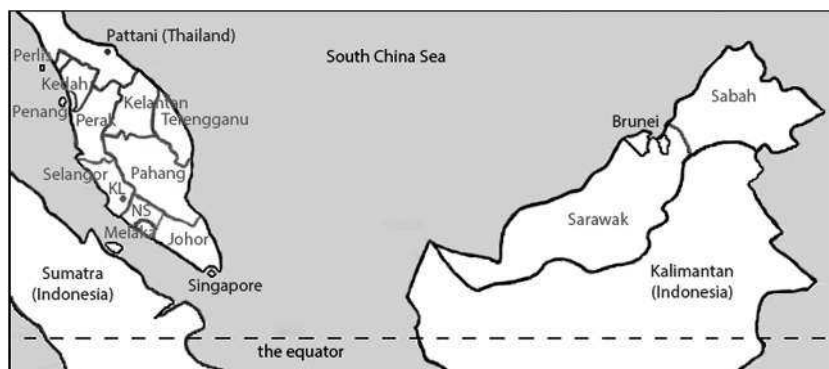 Pattani (Thailand)
South China Sea
Perlis
Kedah
Penang
Perak
Kelantan
Terengganu
Sabah
Brunei
Selangor
Pahang
KL
NS
Melaka
Johor
Sarawak
Sumatra
(Indonesia)
Singapore
Kalimantan
(Indonesia)
the equator